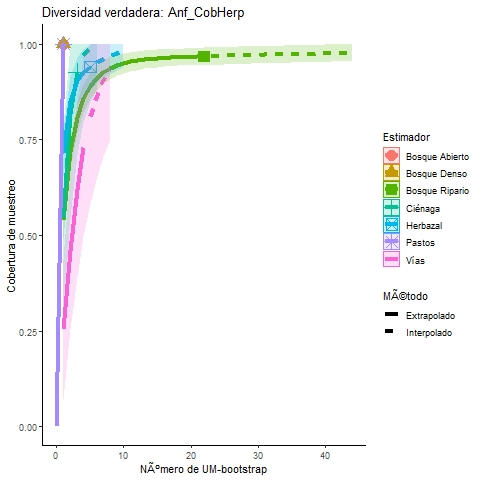 Diversidad verdadera: Anf_CobHerp
1.00
0.75
0.50
0.25
0.00
Cobertura de muestreo
0
10
20
30
40
NÃºmero de UM-bootstrap
Estimador
Bosque Abierto
Bosque Denso
Bosque Ripario
Ciénaga
Herbazal
Pastos
Vías
MÃ©todo
Extrapolado
Interpolado